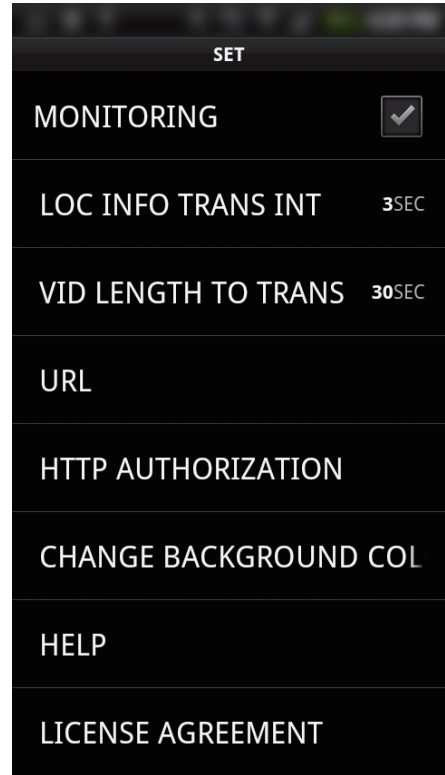 SET
MONITORING
LOC INFO TRANS INT 3SEC
VID LENGTH TO TRANS 30SEC
URL
HTTP AUTHORIZATION
CHANGE BACKGROUND COL
HELP
LICENSE AGREEMENT